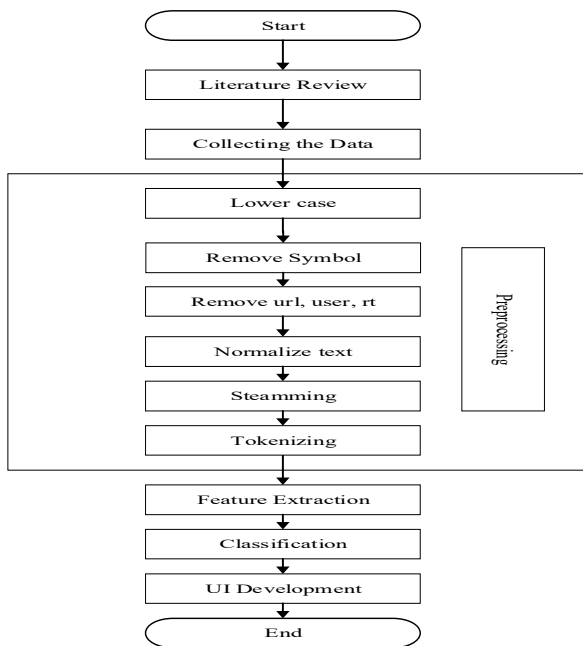 Start
Literature Review
Collecting the Data
Lower case
Remove Symbol
Remove url, user, rt
Normalize text
Steamming
Tokenizing
Preprocessing
Feature Extraction
Classification
UI Development
End